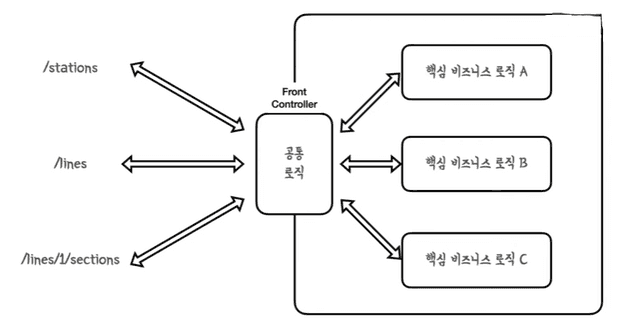 /stations
/lines
/lines/1/sections
Front
Controller
공통
로직
핵심 비즈니스 로직 A
핵심 비즈니스 로직 B
핵심 비즈니스 로직 C